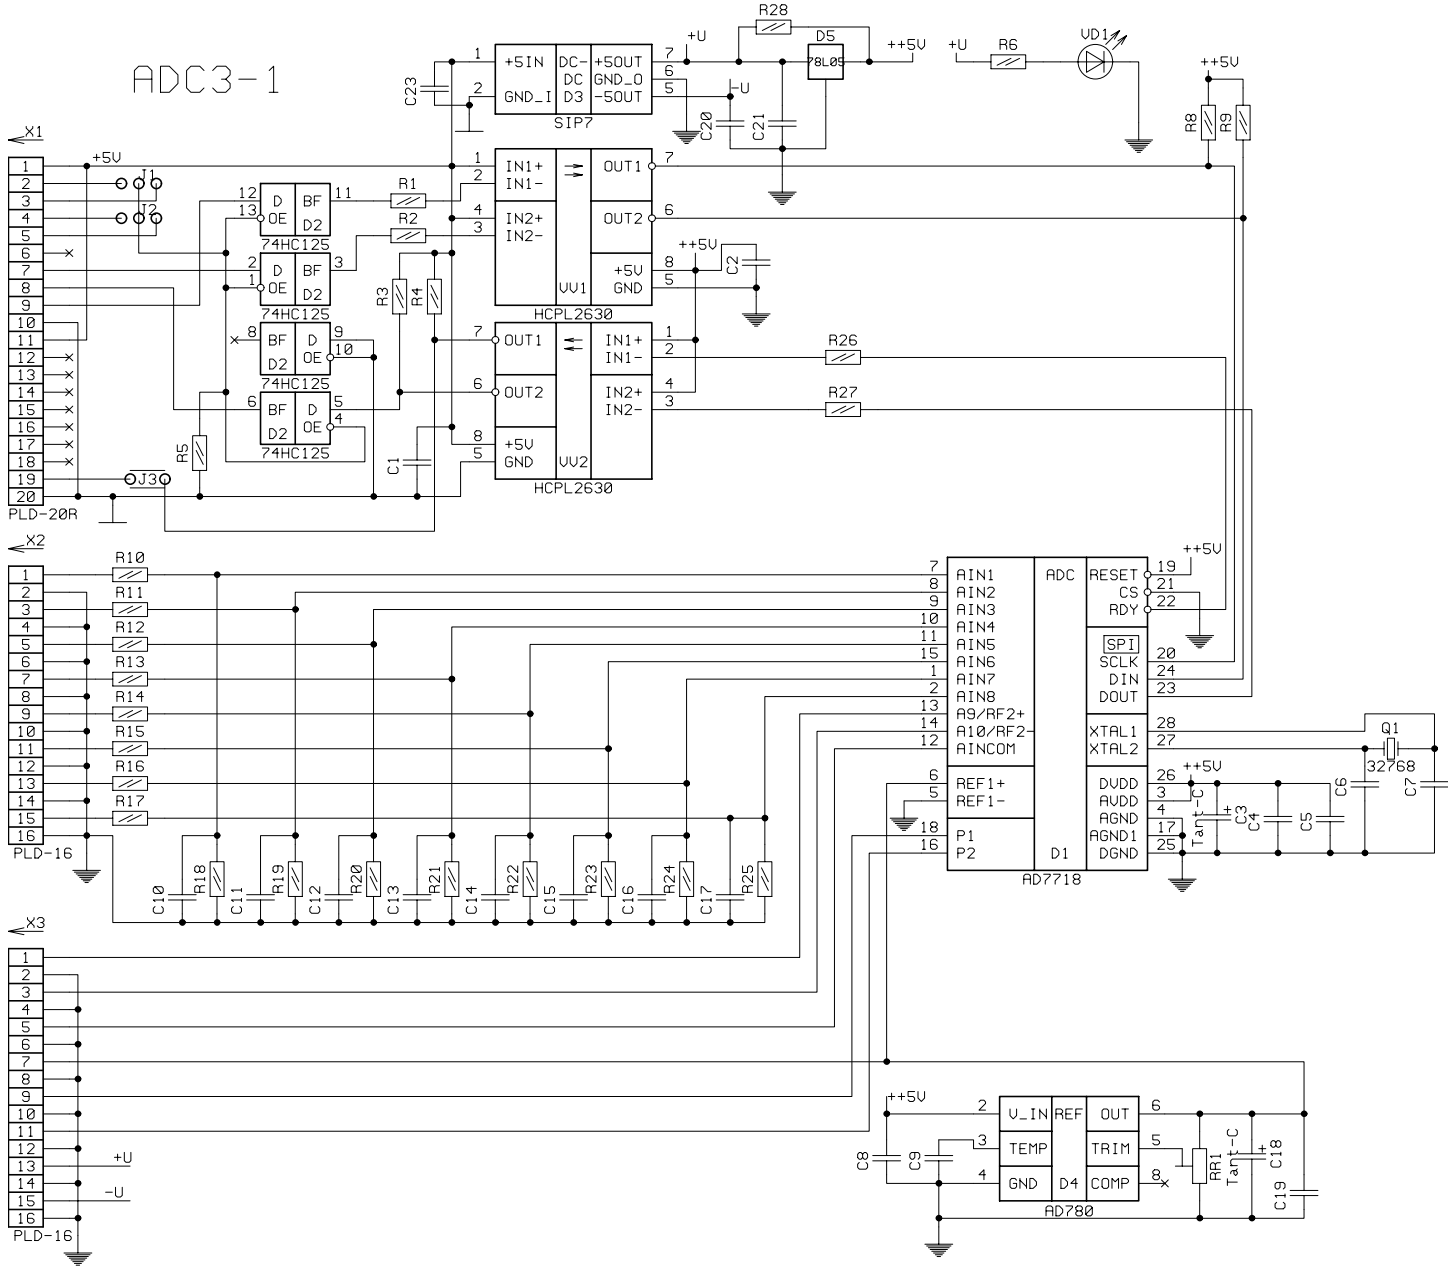 ADC3-1
R28
+U
D5
++5V
+U
R6
VD1
++5V
1 +5IN DC- +5OUT 7
DC GND_O 6
2 GND_I D3 -5OUT 5
SIP7
78L05
-U
C23
C20
C21
R8
R9
X1
+5V
1
2
3
4
5
6
7
8
9
10
11
12
13
14
15
16
17
18
19
20
PLD-20R
J1
J2
J3
12 D BF 11
13 OE D2
74HC125
2 D BF 3
1 OE D2
74HC125
8 BF D 9
D2 OE 10
74HC125
6 BF D 5
D2 OE 4
74HC125
R1
R2
R3
R4
R5
C1
1 IN1+ OUT1 7
2 IN1-
4 IN2+ OUT2 6
3 IN2-
+5V 8
VV1 GND 5
HCPL2630
++5V
C2
7 OUT1 IN1+ 1
IN1- 2
6 OUT2 IN2+ 4
IN2- 3
8 +5V
5 GND VV2
HCPL2630
R26
R27
X2
1
2
3
4
5
6
7
8
9
10
11
12
13
14
15
16
PLD-16
R10
R11
R12
R13
R14
R15
R16
R17
C10
R18
C11
R19
C12
R20
C13
R21
C14
R22
C15
R23
C16
R24
C17
R25
7 AIN1 ADC RESET 19
8 AIN2 CS 21
9 AIN3 RDY 22
10 AIN4
11 AIN5 SPI
15 AIN6 SCLK 20
1 AIN7 DIN 24
2 AIN8 DOUT 23
13 A9/RF2+
14 A10/RF2- XTAL1 28
12 AINCOM XTAL2 27
6 REF1+ DVDD 26
5 REF1- AVDD 3
AGND 4
18 P1 AGND1 17
16 P2 D1 DGND 25
AD7718
++5V
++5V
Tant-C
+
C3
C4
C5
C6
Q1
32768
C7
X3
1
2
3
4
5
6
7
8
9
10
11
12
13
14
15
16
PLD-16
+U
-U
++5V
C8
C9
2 V_IN REF OUT 6
3 TEMP TRIM 5
4 GND D4 COMP 8
AD780
RR1
Tant-C
+
C18
C19